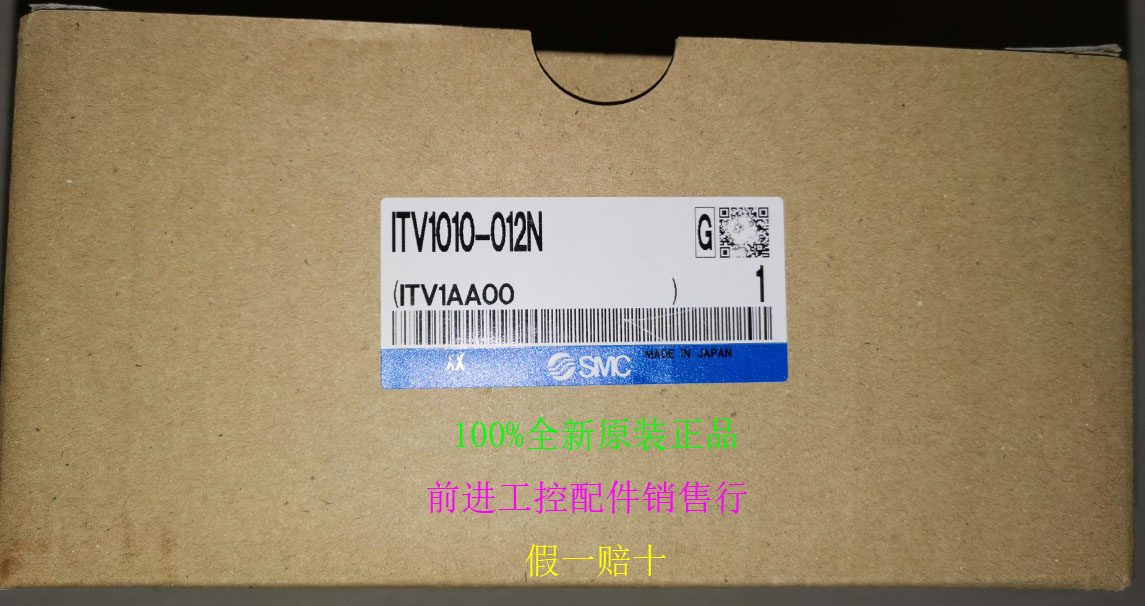 ITV1010-012N
G
(ITV1AA00 )
1
SMC
MADE IN JAPAN
100%全新原装正品
前进工控配件销售行
假一赔十